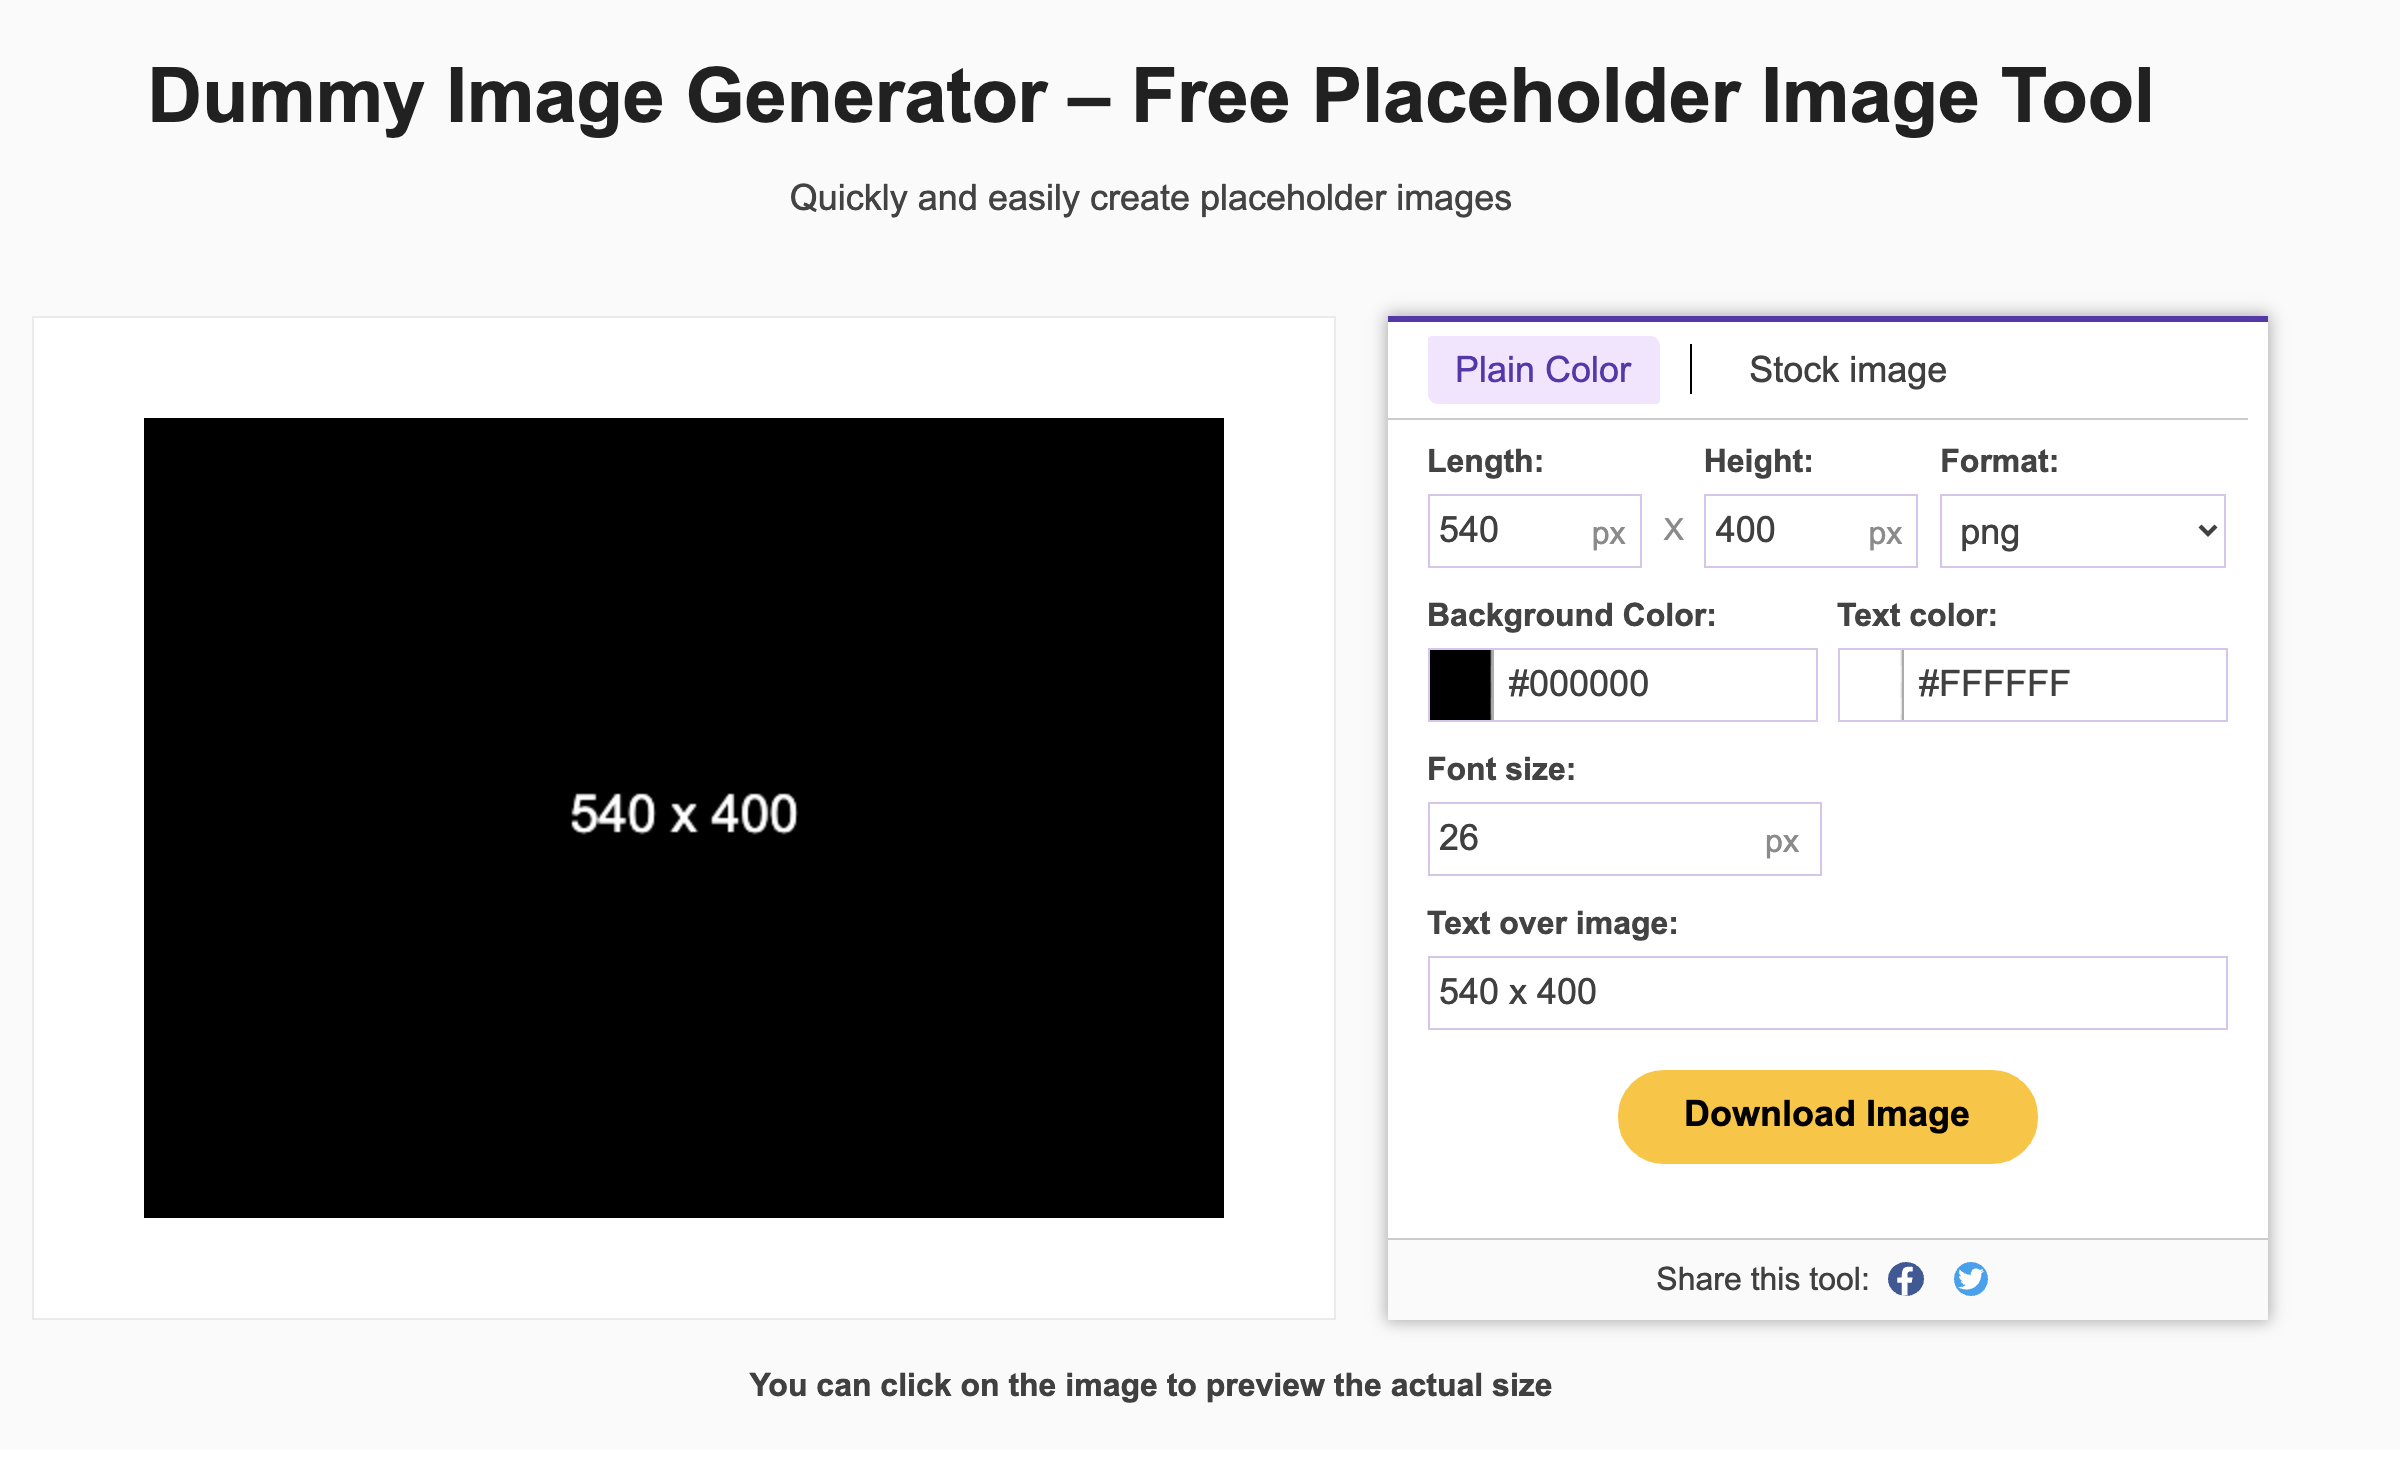 Dummy Image Generator – Free Placeholder Image Tool
Quickly and easily create placeholder images
540 x 400
Plain Color | Stock image
Length: Height: Format:
540 px X 400 px png
Background Color: Text color:
#000000 #FFFFFF
Font size:
26 px
Text over image:
540 x 400
Download Image
Share this tool:
You can click on the image to preview the actual size